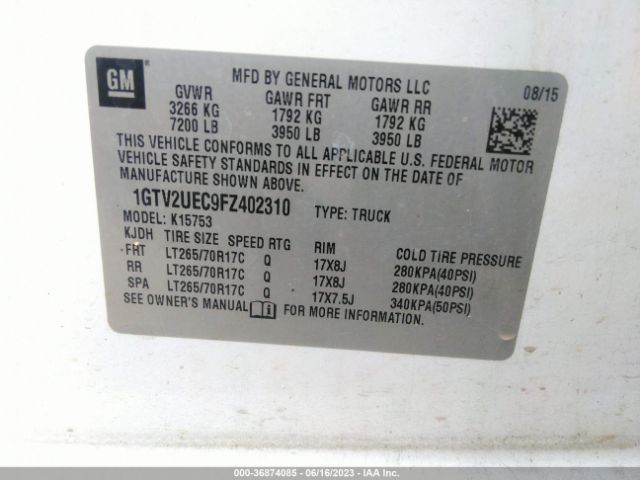 GM ®
MFD BY GENERAL MOTORS LLC 08/15
GVWR GAWR FRT GAWR RR
3266 KG 1792 KG 1792 KG
7200 LB 3950 LB 3950 LB
THIS VEHICLE CONFORMS TO ALL APPLICABLE U.S. FEDERAL MOTOR
VEHICLE SAFETY STANDARDS IN EFFECT ON THE DATE OF
MANUFACTURE SHOWN ABOVE.
1GTV2UEC9FZ402310 TYPE: TRUCK
MODEL: K15753
KJDH TIRE SIZE SPEED RTG RIM COLD TIRE PRESSURE
FRT LT265/70R17C Q 17X8J 280KPA(40PSI)
RR LT265/70R17C Q 17X8J 280KPA(40PSI)
SPA LT265/70R17C Q 17X7.5J 340KPA(50PSI)
SEE OWNER'S MANUAL i FOR MORE INFORMATION.
000-36874085 - 06/16/2023 - IAAI.COM